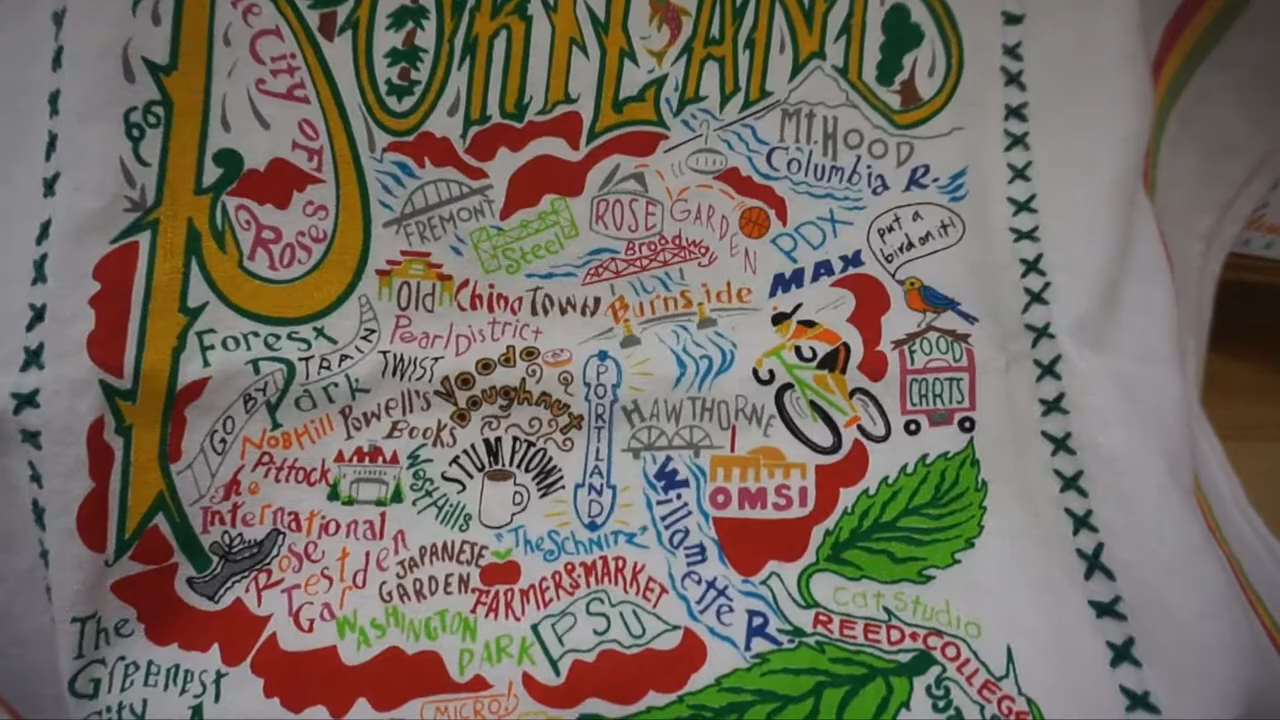 PORTLAND
The City of
Roses
Mt. HOOD
Columbia R.
FREMONT
Steel
ROSE GARDEN
Broadway
PDX
put a
bird on it!
MAX
Old China Town
Burnside
Pearl District
Forest
Park
GO BY TRAIN
TWIST
Voodoo
Doughnut
PORTLAND
FOOD
CARTS
HAWTHORNE
Nob Hill
Powell's
Books
Pittock
West Hills
STUMPTOWN
OMSI
The
International
Rose
Test
Garden
JAPANESE
GARDEN
"The Schnitz"
FARMERS MARKET
Willamette R.
WASHINGTON
PARK
PSU
catstudio
REED COLLEGE
The
Greenest
City
MICRO!